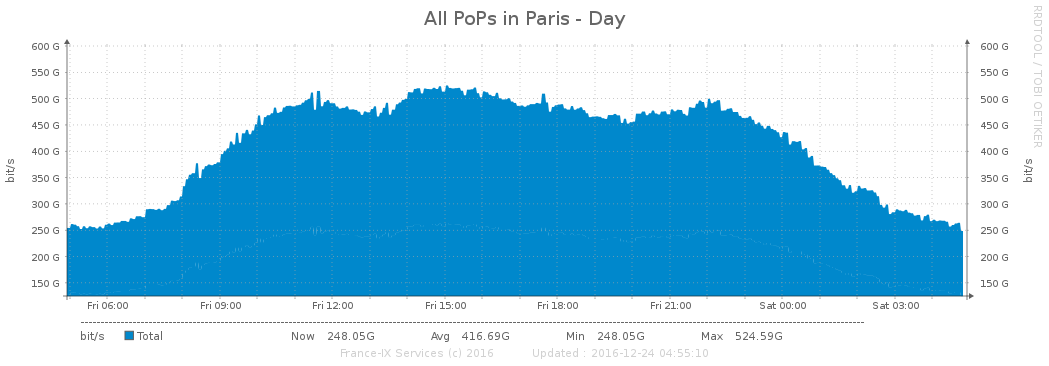 All PoPs in Paris - Day
RRDTOOL / TOBI OETIKER
600 G 600 G
550 G 550 G
500 G 500 G
450 G 450 G
400 G 400 G
350 G 350 G
300 G 300 G
250 G 250 G
200 G 200 G
150 G 150 G
bit/s
bit/s
Fri 06:00 Fri 09:00 Fri 12:00 Fri 15:00 Fri 18:00 Fri 21:00 Sat 00:00 Sat 03:00
bit/s Total Now 248.05G Avg 416.69G Min 248.05G Max 524.59G
France-IX Services (c) 2016 Updated : 2016-12-24 04:55:10